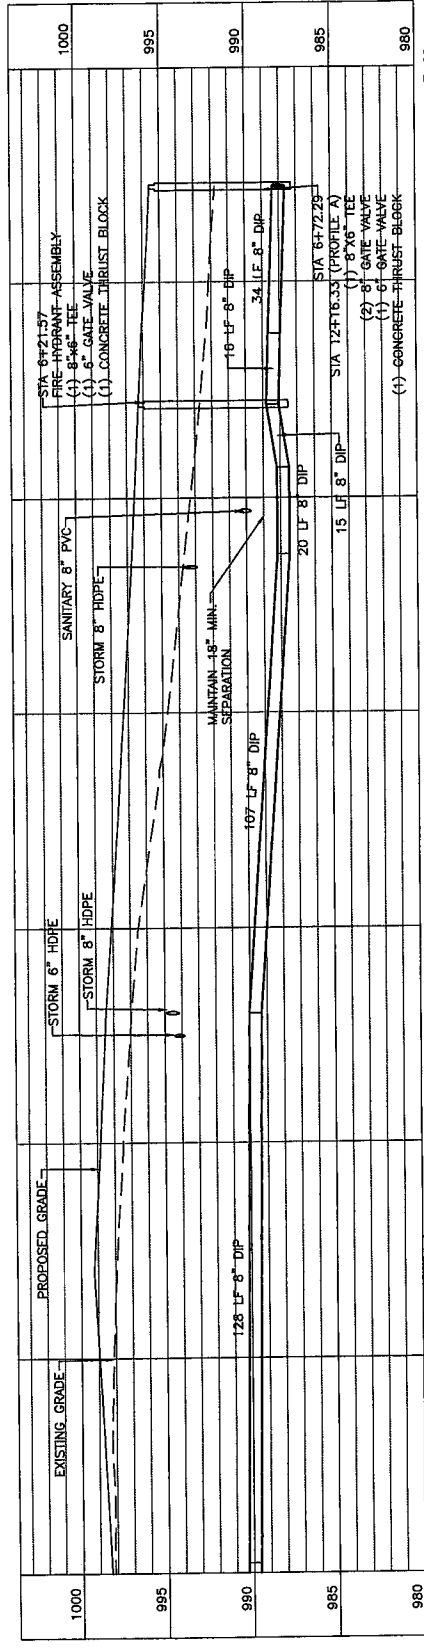 1000
995
990
985
980
EXISTING GRADE
PROPOSED GRADE
STORM 6" HDPE
STORM 8" HDPE
128 LF 8" DIP
107 LF 8" DIP
MAINTAIN 18" MIN.
SEPARATION
STORM 8" HDPE
SANITARY 8" PVC
20 LF 8" DIP
15 LF 8" DIP
STA 6+21.57
FIRE HYDRANT ASSEMBLY
(1) 8"x6" TEE
(1) 6" GATE VALVE
(1) CONCRETE THRUST BLOCK
16 LF 8" DIP
34 LF 8" DIP
STA 6+72.29
STA 12+16.33 (PROFILE A)
(1) 8"X6" TEE
(2) 8" GATE VALVE
(1) 6" GATE VALVE
(1) CONCRETE THRUST BLOCK
1000
995
990
985
980